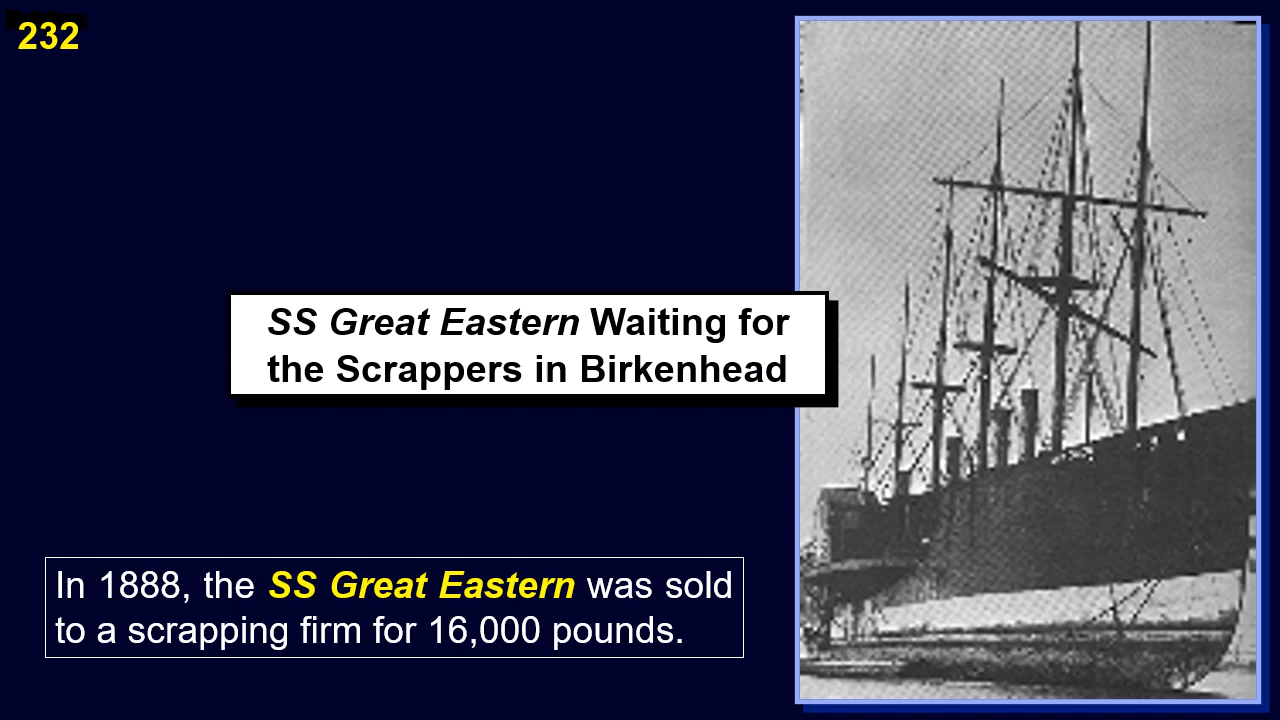 232
SS Great Eastern Waiting for
the Scrappers in Birkenhead
In 1888, the SS Great Eastern was sold
to a scrapping firm for 16,000 pounds.